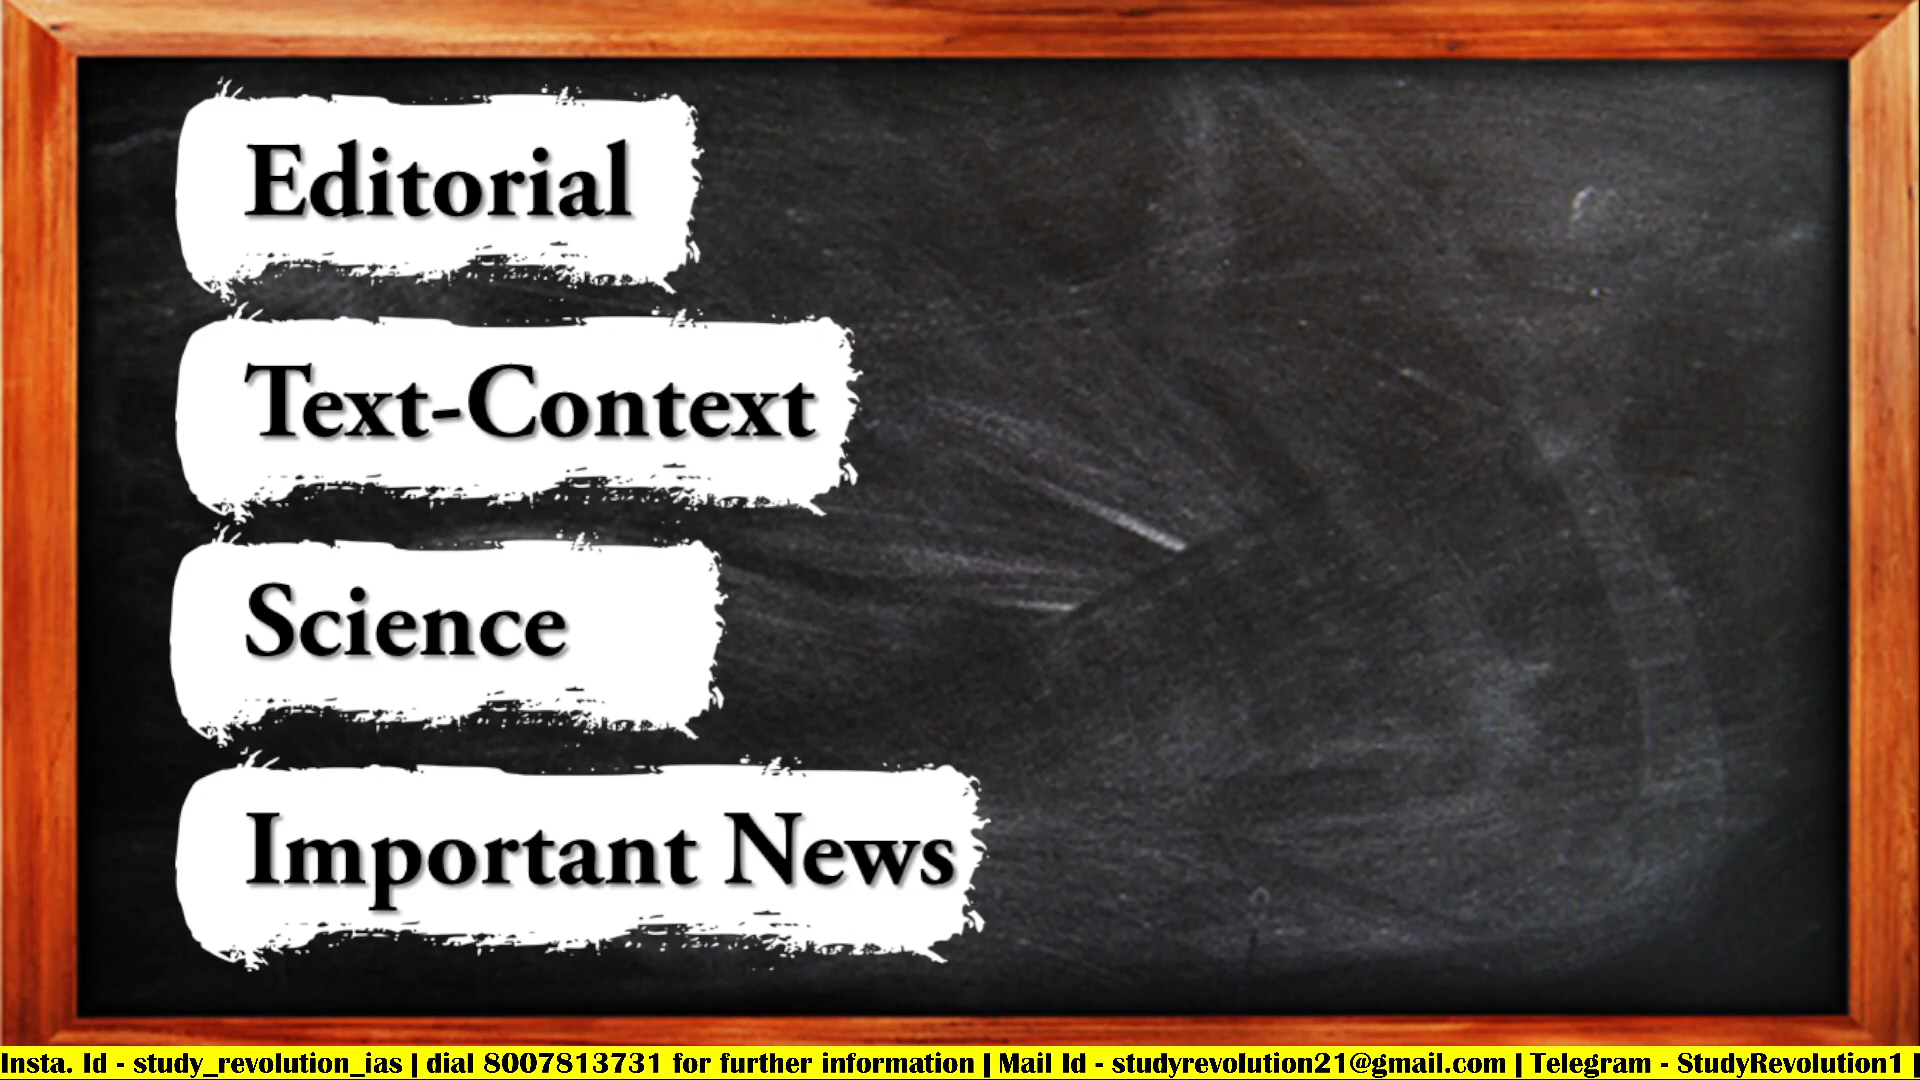 Editorial
Text-Context
Science
Important News
Insta. Id - study_revolution_ias | dial 8007813731 for further information | Mail Id - studyrevolution21@gmail.com | Telegram - StudyRevolution1 |